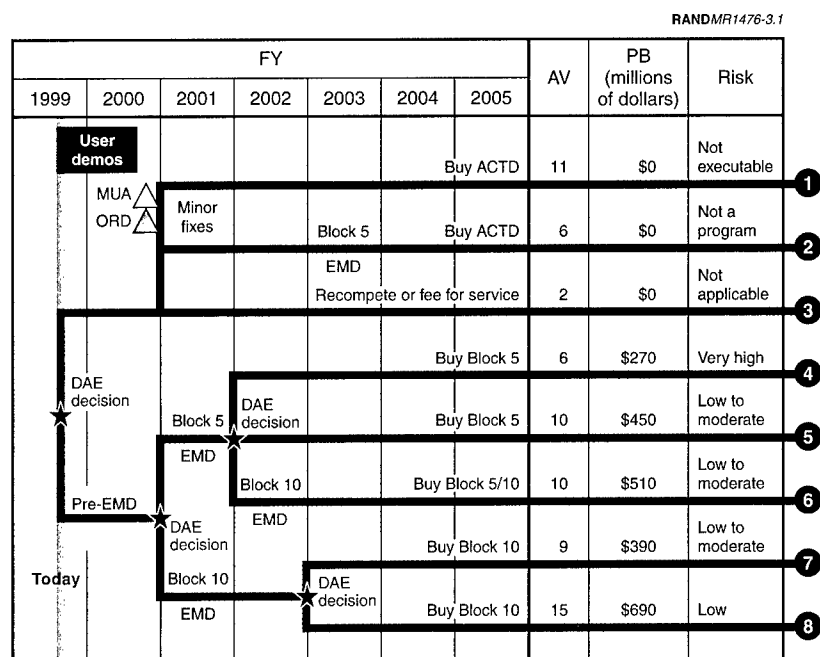 RANDMR1476-3.1
FY
AV
PB
(millions
of dollars)
Risk
1999 2000 2001 2002 2003 2004 2005
User
demos
MUA
ORD
Minor
fixes
Buy ACTD 11 $0 Not
executable
1
Block 5 Buy ACTD 6 $0 Not a
program
2
EMD
Recompete or fee for service 2 $0 Not
applicable
3
Buy Block 5 6 $270 Very high
4
DAE
decision
Block 5
EMD
DAE
decision
Buy Block 5 10 $450 Low to
moderate
5
Block 10
EMD
Buy Block 5/10 10 $510 Low to
moderate
6
Pre-EMD
DAE
decision
Buy Block 10 9 $390 Low to
moderate
7
Today
Block 10
EMD
DAE
decision
Buy Block 10 15 $690 Low
8